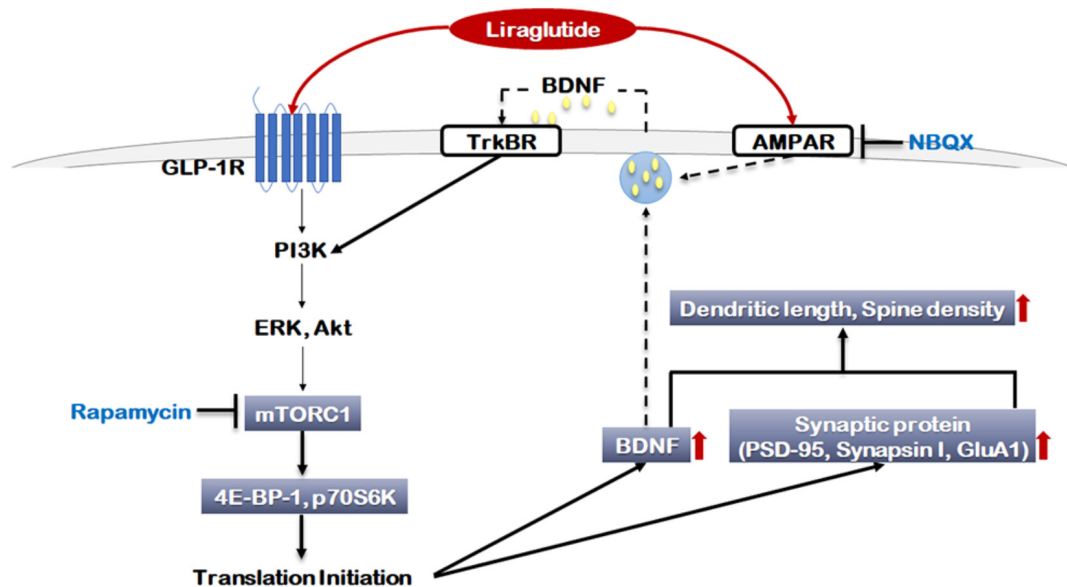 Liraglutide
BDNF
TrkBR
AMPAR
NBQX
GLP-1R
PI3K
Dendritic length, Spine density
ERK, Akt
Rapamycin
mTORC1
BDNF
Synaptic protein
(PSD-95, Synapsin I, GluA1)
4E-BP-1, p70S6K
Translation Initiation